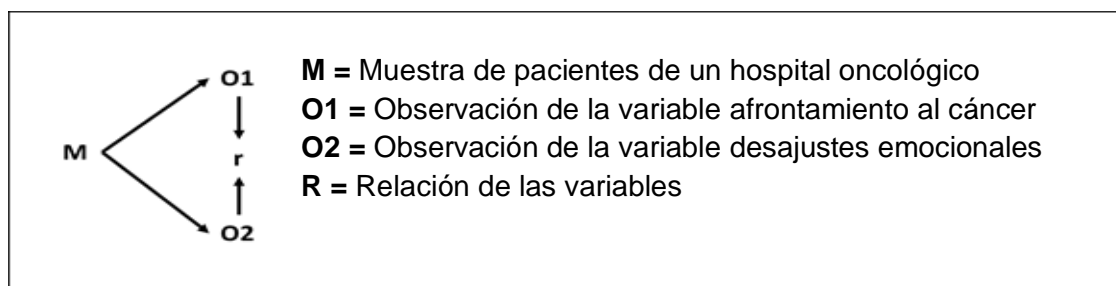 O1
M
r
O2
M = Muestra de pacientes de un hospital oncológico
O1 = Observación de la variable afrontamiento al cáncer
O2 = Observación de la variable desajustes emocionales
R = Relación de las variables